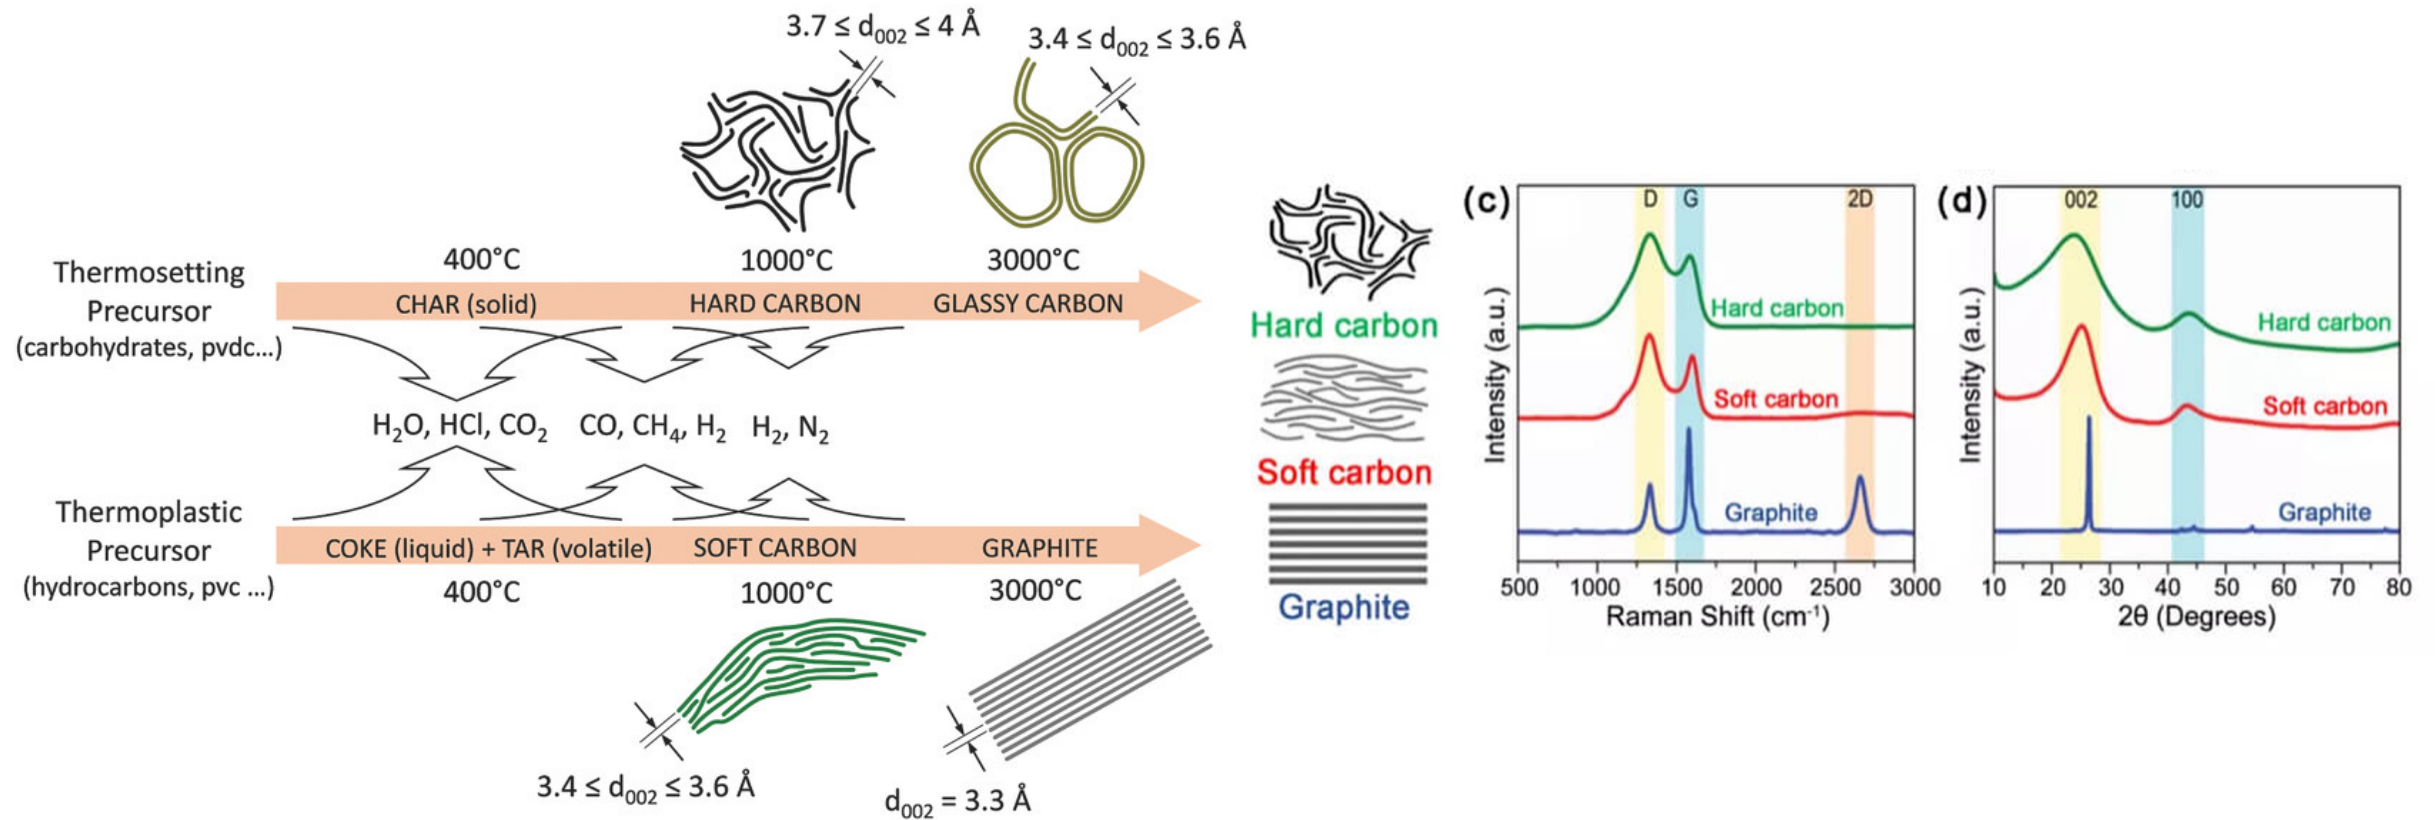 3.7 ≤ d002 ≤ 4 Å
3.4 ≤ d002 ≤ 3.6 Å
Thermosetting
Precursor
(carbohydrates, pvdc...)
400°C
1000°C
3000°C
CHAR (solid)
HARD CARBON
GLASSY CARBON
H2O, HCl, CO2
CO, CH4, H2
H2, N2
Thermoplastic
Precursor
(hydrocarbons, pvc ...)
COKE (liquid) + TAR (volatile)
SOFT CARBON
GRAPHITE
400°C
1000°C
3000°C
3.4 ≤ d002 ≤ 3.6 Å
d002 = 3.3 Å
Hard carbon
Soft carbon
Graphite
(c)
D
G
2D
Hard carbon
Soft carbon
Graphite
Intensity (a.u.)
500 1000 1500 2000 2500 3000
Raman Shift (cm-1)
(d)
002
100
Hard carbon
Soft carbon
Graphite
Intensity (a.u.)
10 20 30 40 50 60 70 80
2θ (Degrees)